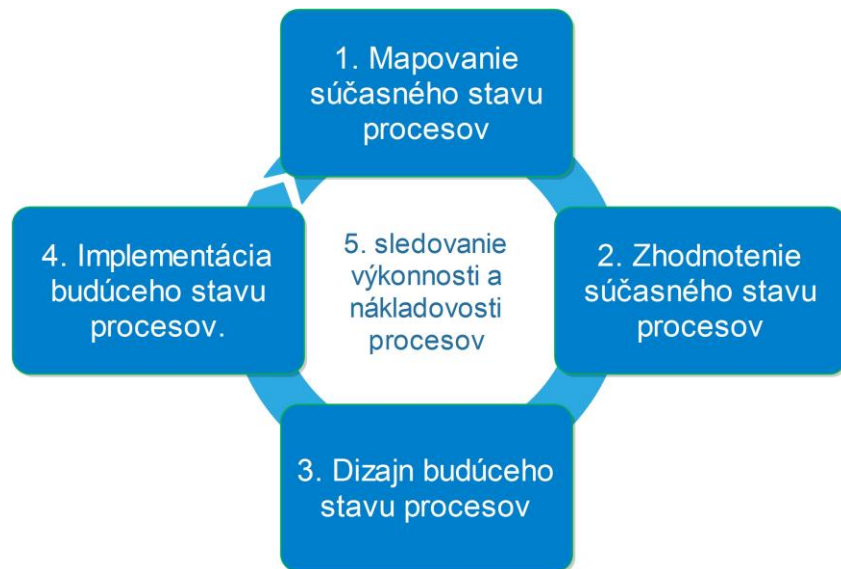 1. Mapovanie
súčasného stavu
procesov
2. Zhodnotenie
súčasného stavu
procesov
3. Dizajn budúceho
stavu procesov
4. Implementácia
budúceho stavu
procesov.
5. sledovanie
výkonnosti a
nákladovosti
procesov